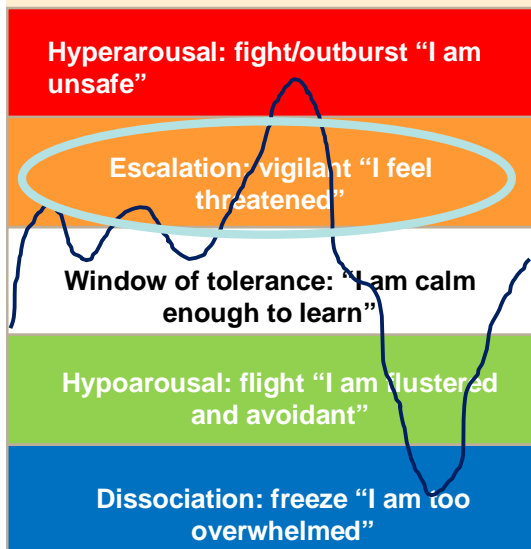 Hyperarousal: fight/outburst “I am
unsafe”
Escalation: vigilant “I feel
threatened”
Window of tolerance: “I am calm
enough to learn”
Hypoarousal: flight “I am flustered
and avoidant”
Dissociation: freeze “I am too
overwhelmed”